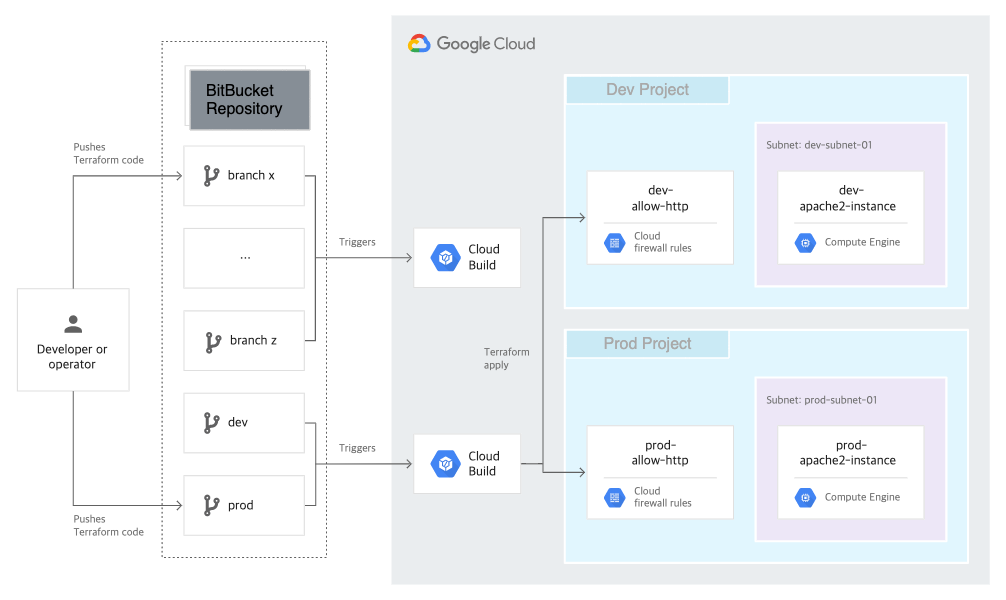 Google Cloud
BitBucket
Repository
Dev Project
Pushes
Terraform code
branch x
Subnet: dev-subnet-01
dev-
allow-http
Cloud
firewall rules
dev-
apache2-instance
Compute Engine
Triggers
Cloud
Build
...
Developer or
operator
branch z
Terraform
apply
Prod Project
dev
Subnet: prod-subnet-01
Triggers
Cloud
Build
prod-
allow-http
Cloud
firewall rules
prod-
apache2-instance
Compute Engine
prod
Pushes
Terraform code